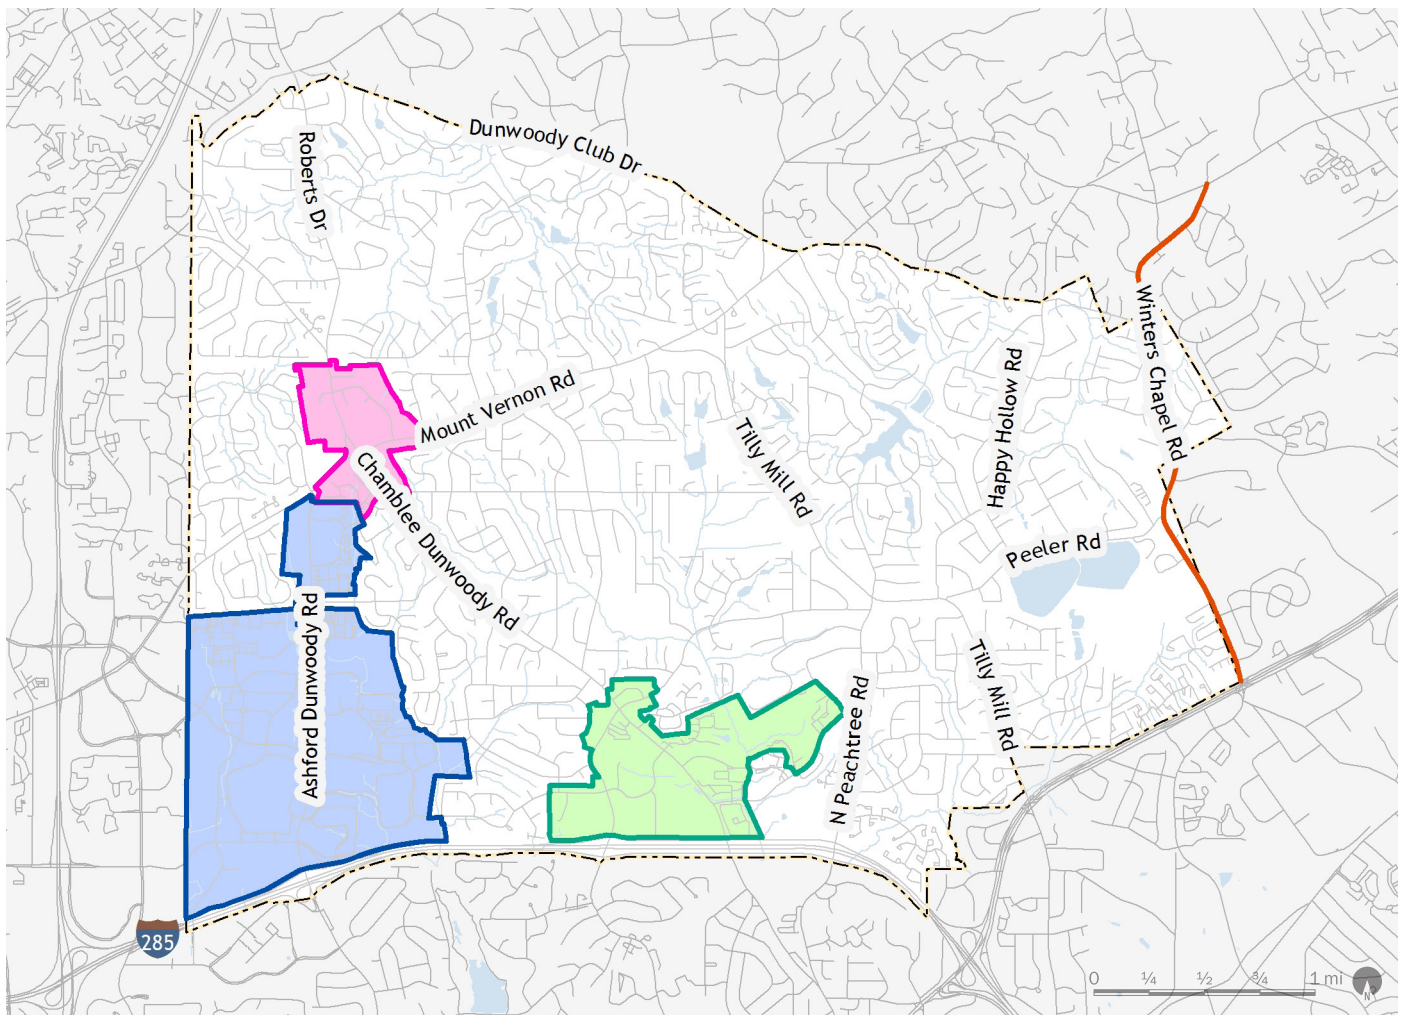 Dunwoody Club Dr
Roberts Dr
Winters Chapel Rd
Mount Vernon Rd
Happy Hollow Rd
Tilly Mill Rd
Chamblee Dunwoody Rd
Peeler Rd
Ashford Dunwoody Rd
Tilly Mill Rd
N Peachtree Rd
285
0 ¼ ½ ¾ 1 mi
N